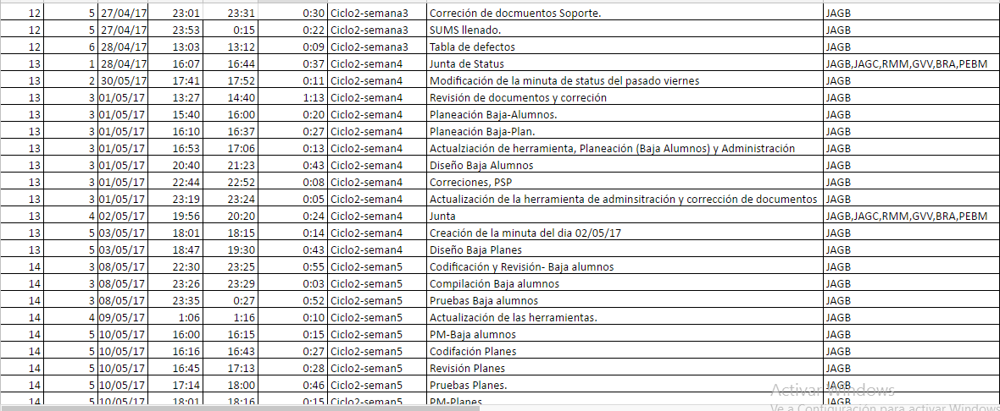 12 5 27/04/17 23:01 23:31 0:30 Ciclo2-semana3 Correción de docmuentos Soporte. JAGB
12 5 27/04/17 23:53 0:15 0:22 Ciclo2-semana3 SUMS llenado. JAGB
12 6 28/04/17 13:03 13:12 0:09 Ciclo2-semana3 Tabla de defectos JAGB
13 1 28/04/17 16:07 16:44 0:37 Ciclo2-seman4 Junta de Status JAGB,JAGC,RMM,GVV,BRA,PEBM
13 2 30/05/17 17:41 17:52 0:11 Ciclo2-seman4 Modificación de la minuta de status del pasado viernes JAGB
13 3 01/05/17 13:27 14:40 1:13 Ciclo2-seman4 Revisión de documentos y correción JAGB
13 3 01/05/17 15:40 16:00 0:20 Ciclo2-seman4 Planeación Baja-Alumnos. JAGB
13 3 01/05/17 16:10 16:37 0:27 Ciclo2-seman4 Planeación Baja-Plan. JAGB
13 3 01/05/17 16:53 17:06 0:13 Ciclo2-seman4 Actualziación de herramienta, Planeación (Baja Alumnos) y Administración JAGB
13 3 01/05/17 20:40 21:23 0:43 Ciclo2-seman4 Diseño Baja Alumnos JAGB
13 3 01/05/17 22:44 22:52 0:08 Ciclo2-seman4 Correciones, PSP JAGB
13 3 01/05/17 23:19 23:24 0:05 Ciclo2-seman4 Actualización de la herramienta de adminsitración y corrección de documentos JAGB
13 4 02/05/17 19:56 20:20 0:24 Ciclo2-seman4 Junta JAGB,JAGC,RMM,GVV,BRA,PEBM
13 5 03/05/17 18:01 18:15 0:14 Ciclo2-seman4 Creación de la minuta del dia 02/05/17 JAGB
13 5 03/05/17 18:47 19:30 0:43 Ciclo2-seman4 Diseño Baja Planes JAGB
14 3 08/05/17 22:30 23:25 0:55 Ciclo2-seman5 Codificación y Revisión- Baja alumnos JAGB
14 3 08/05/17 23:26 23:29 0:03 Ciclo2-seman5 Compilación Baja alumnos JAGB
14 3 08/05/17 23:35 0:27 0:52 Ciclo2-seman5 Pruebas Baja alumnos JAGB
14 4 09/05/17 1:06 1:16 0:10 Ciclo2-seman5 Actualización de las herramientas. JAGB
14 5 10/05/17 16:00 16:15 0:15 Ciclo2-seman5 PM-Baja alumnos JAGB
14 5 10/05/17 16:16 16:43 0:27 Ciclo2-seman5 Codifación Planes JAGB
14 5 10/05/17 16:45 17:13 0:28 Ciclo2-seman5 Revisión Planes JAGB
14 5 10/05/17 17:14 18:00 0:46 Ciclo2-seman5 Pruebas Planes. JAGB
Activar Windows
14 5 10/05/17 18:01 18:16 0:15 Ciclo2-seman5 PM-Planes JAGB
Ve a Configuración para activar Windows